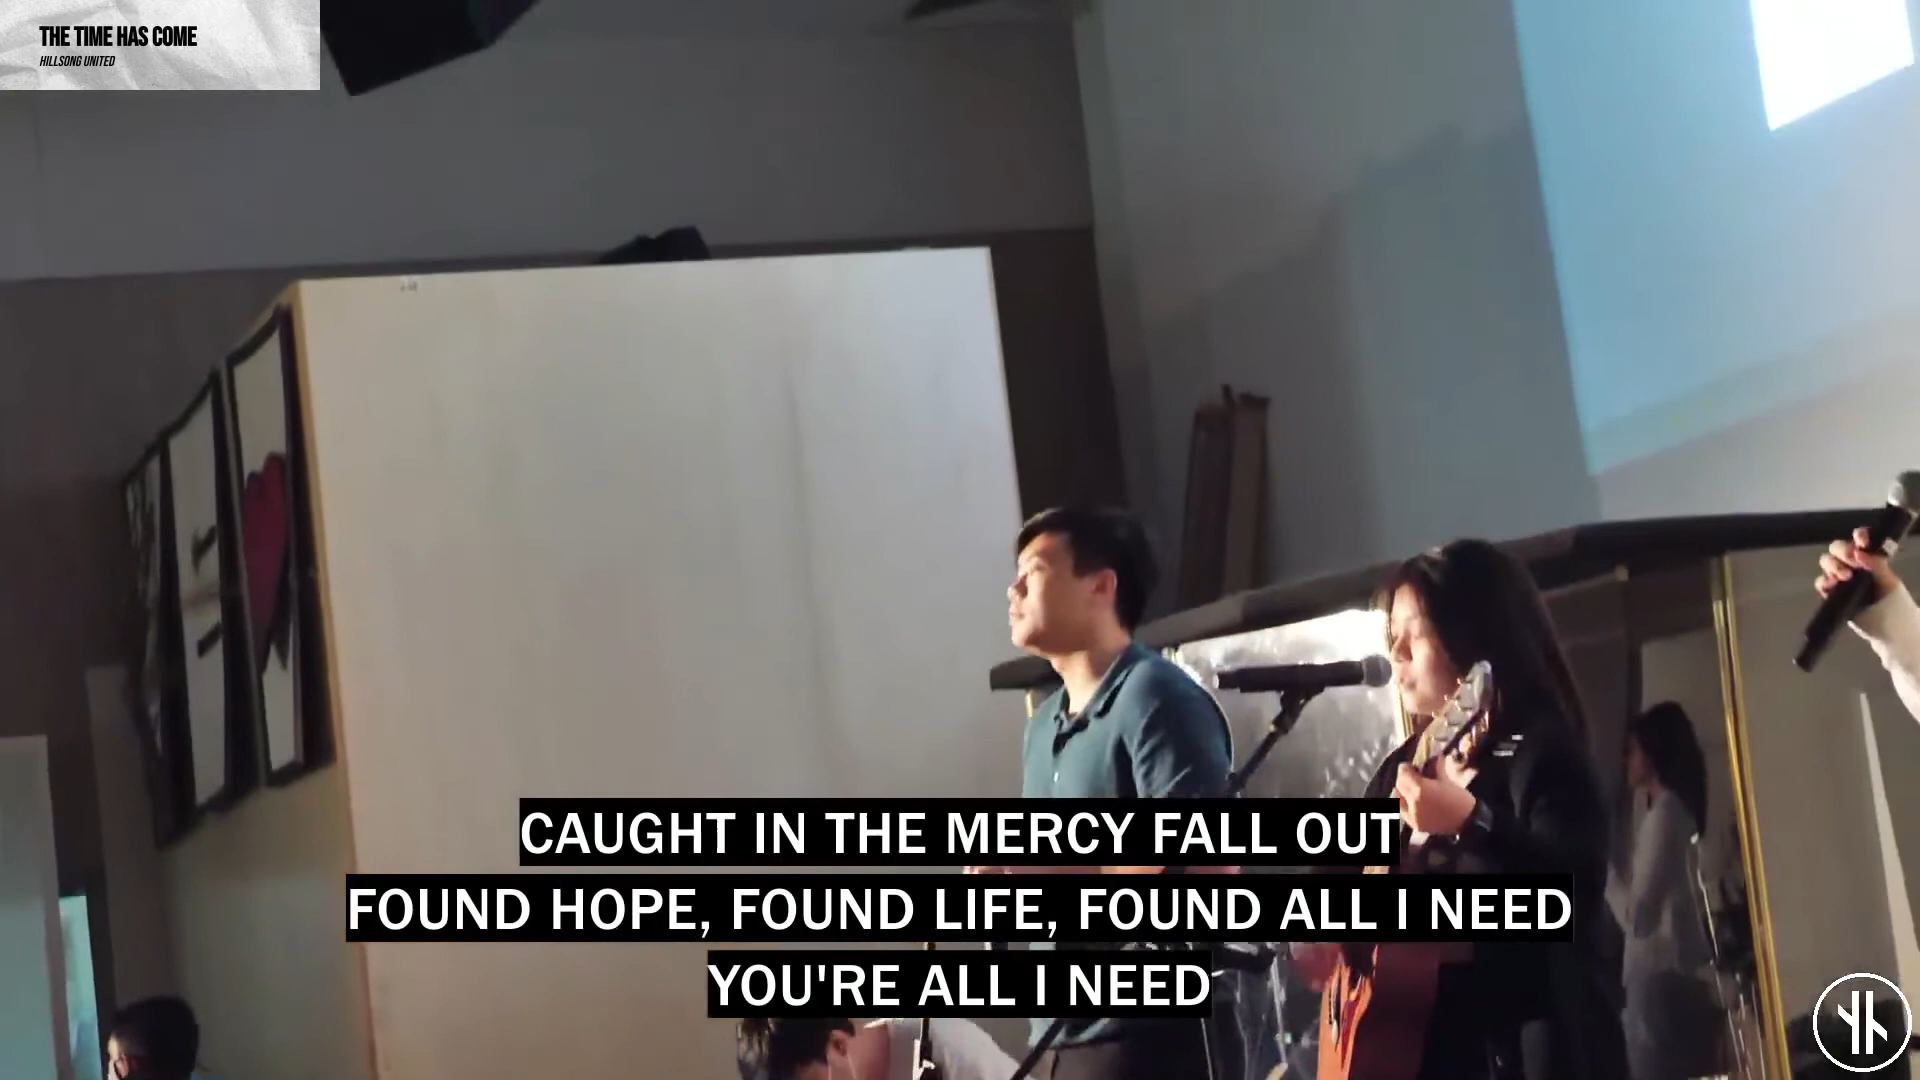 THE TIME HAS COME
HILLSONG UNITED
CAUGHT IN THE MERCY FALL OUT
FOUND HOPE, FOUND LIFE, FOUND ALL I NEED
YOU'RE ALL I NEED